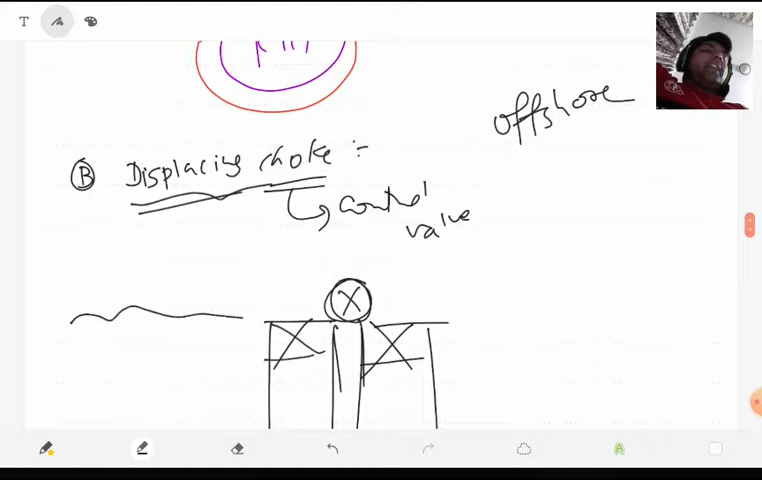 T
offshore
B Displacing choke :-
control
valve
X
A